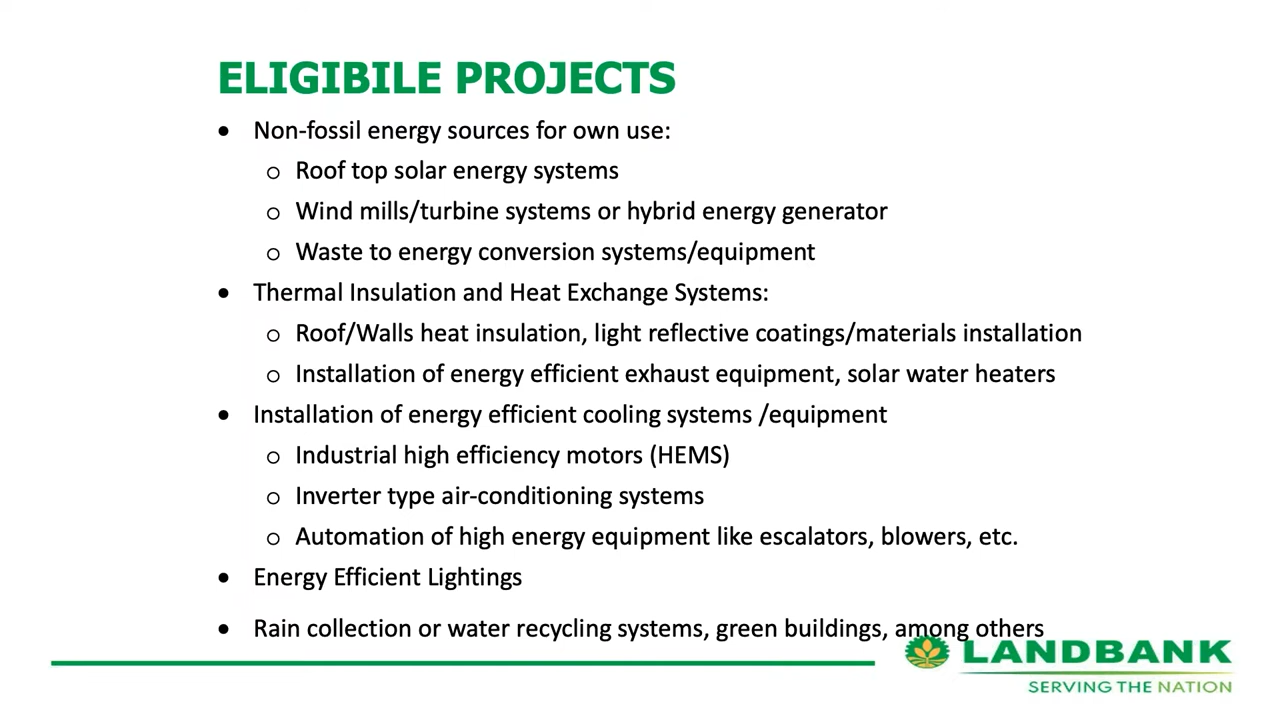 ELIGIBILE PROJECTS
• Non-fossil energy sources for own use:
o Roof top solar energy systems
o Wind mills/turbine systems or hybrid energy generator
o Waste to energy conversion systems/equipment
• Thermal Insulation and Heat Exchange Systems:
o Roof/Walls heat insulation, light reflective coatings/materials installation
o Installation of energy efficient exhaust equipment, solar water heaters
• Installation of energy efficient cooling systems /equipment
o Industrial high efficiency motors (HEMS)
o Inverter type air-conditioning systems
o Automation of high energy equipment like escalators, blowers, etc.
• Energy Efficient Lightings
• Rain collection or water recycling systems, green buildings, among others
LANDBANK
SERVING THE NATION